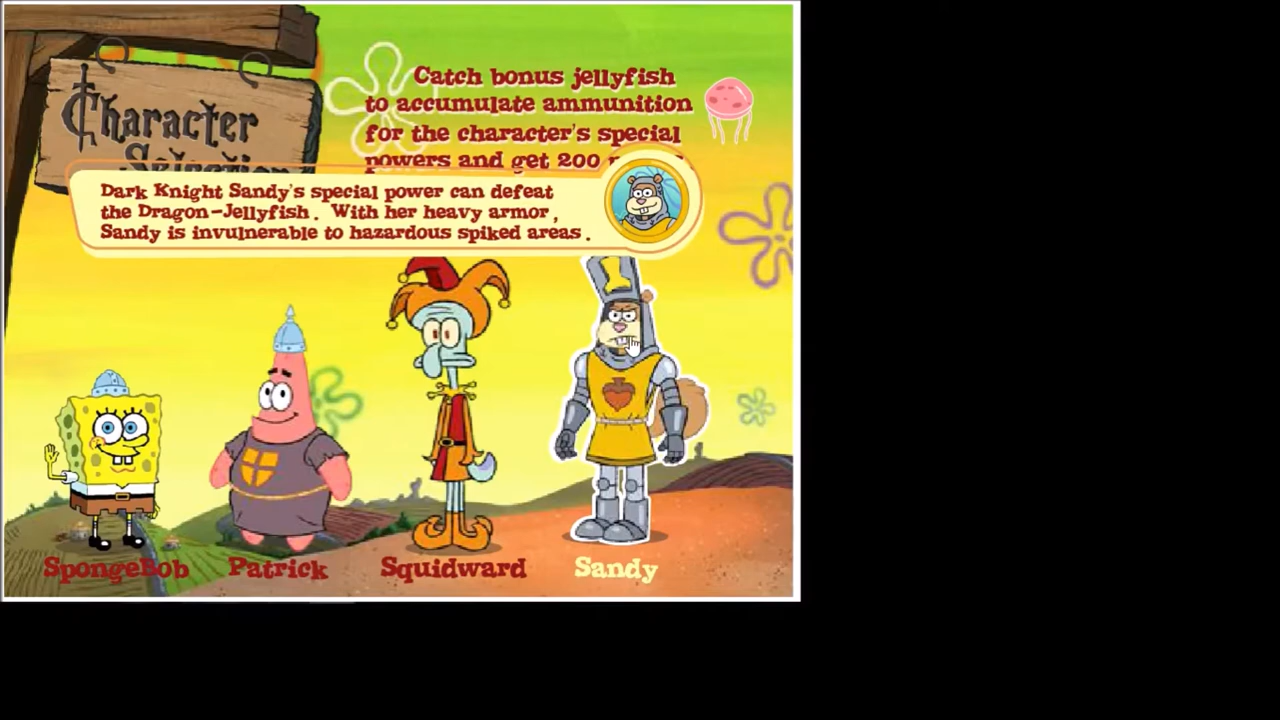 Character
Selection
Catch bonus jellyfish
to accumulate ammunition
for the character's special
powers and get 200
Dark Knight Sandy's special power can defeat
the Dragon-Jellyfish. With her heavy armor,
Sandy is invulnerable to hazardous spiked areas.
SpongeBob
Patrick
Squidward
Sandy